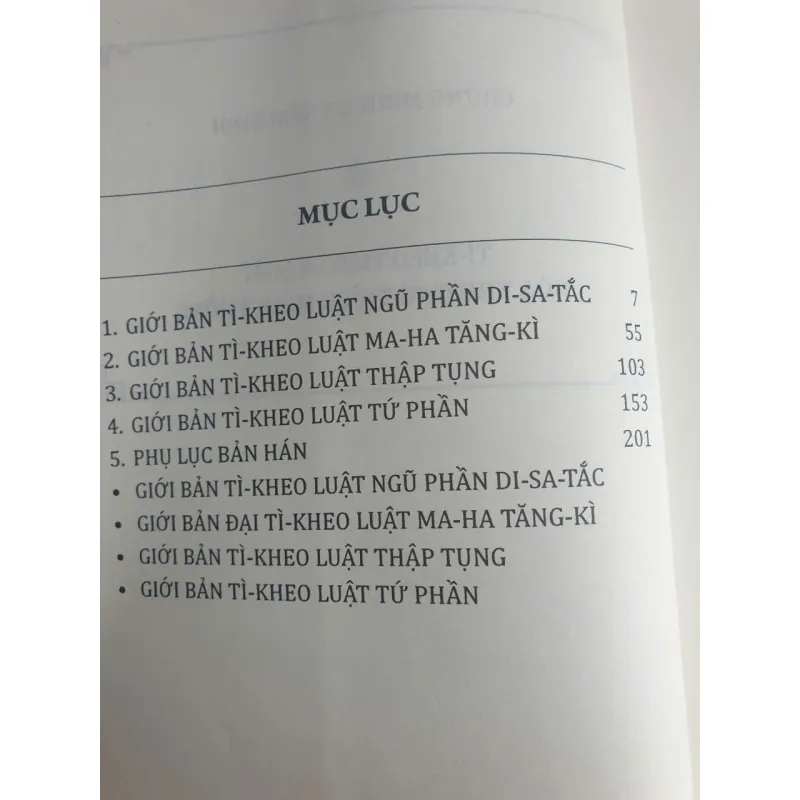 MỤC LỤC
1. GIỚI BẢN TÌ-KHEO LUẬT NGŨ PHẦN DI-SA-TẮC 7
2. GIỚI BẢN TÌ-KHEO LUẬT MA-HA TĂNG-KÌ 55
3. GIỚI BẢN TÌ-KHEO LUẬT THẬP TỤNG 103
4. GIỚI BẢN TÌ-KHEO LUẬT TỨ PHẦN 153
5. PHỤ LỤC BẢN HÁN 201
• GIỚI BẢN TÌ-KHEO LUẬT NGŨ PHẦN DI-SA-TẮC
• GIỚI BẢN ĐẠI TÌ-KHEO LUẬT MA-HA TĂNG-KÌ
• GIỚI BẢN TÌ-KHEO LUẬT THẬP TỤNG
• GIỚI BẢN TÌ-KHEO LUẬT TỨ PHẦN